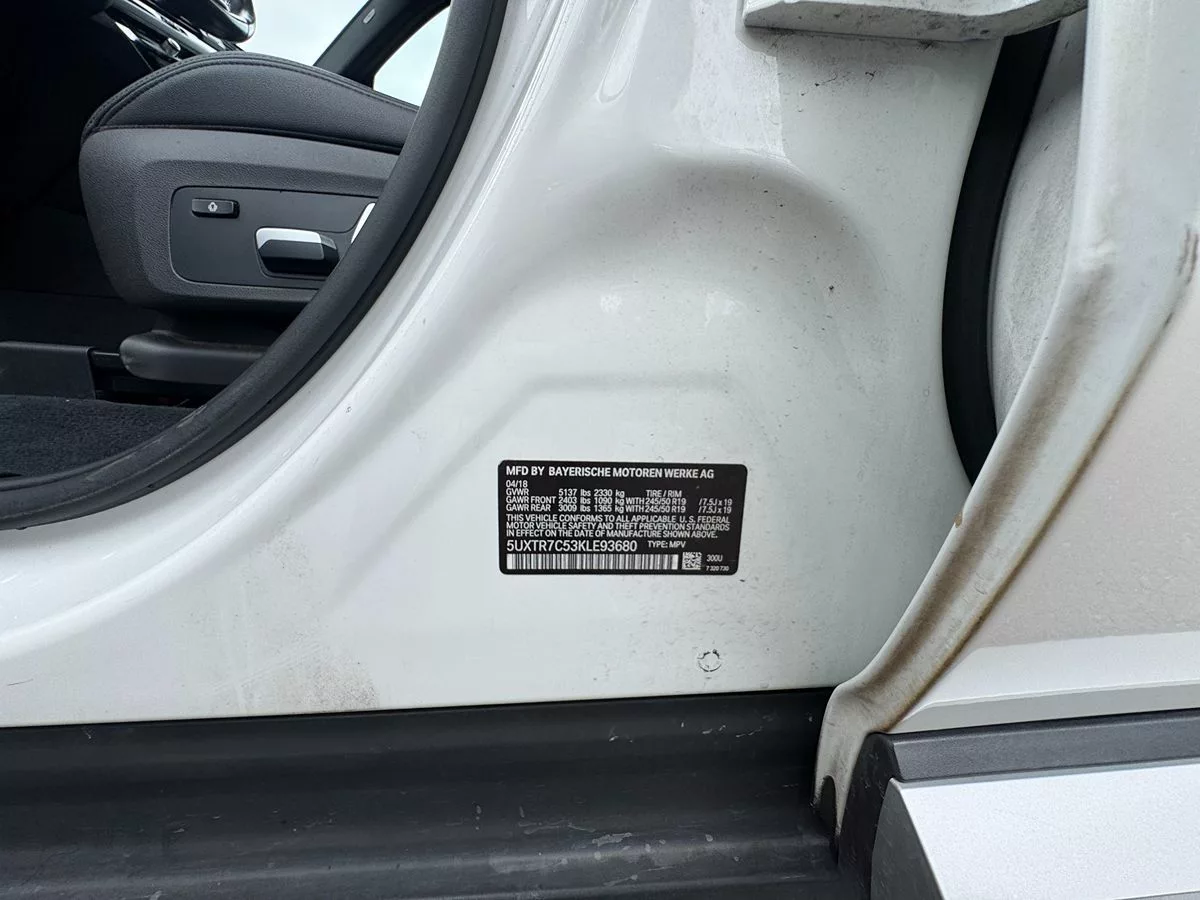 MFD BY BAYERISCHE MOTOREN WERKE AG
04/18
GVWR 5137 lbs 2330 kg TIRE / RIM
GAWR FRONT 2403 lbs 1090 kg WITH 245/50 R19 /7.5J x 19
GAWR REAR 3009 lbs 1365 kg WITH 245/50 R19 /7.5J x 19
THIS VEHICLE CONFORMS TO ALL APPLICABLE U. S. FEDERAL
MOTOR VEHICLE SAFETY AND THEFT PREVENTION STANDARDS
IN EFFECT ON THE DATE OF MANUFACTURE SHOWN ABOVE.
5UXTR7C53KLE93680 TYPE: MPV
300U
7 320 730